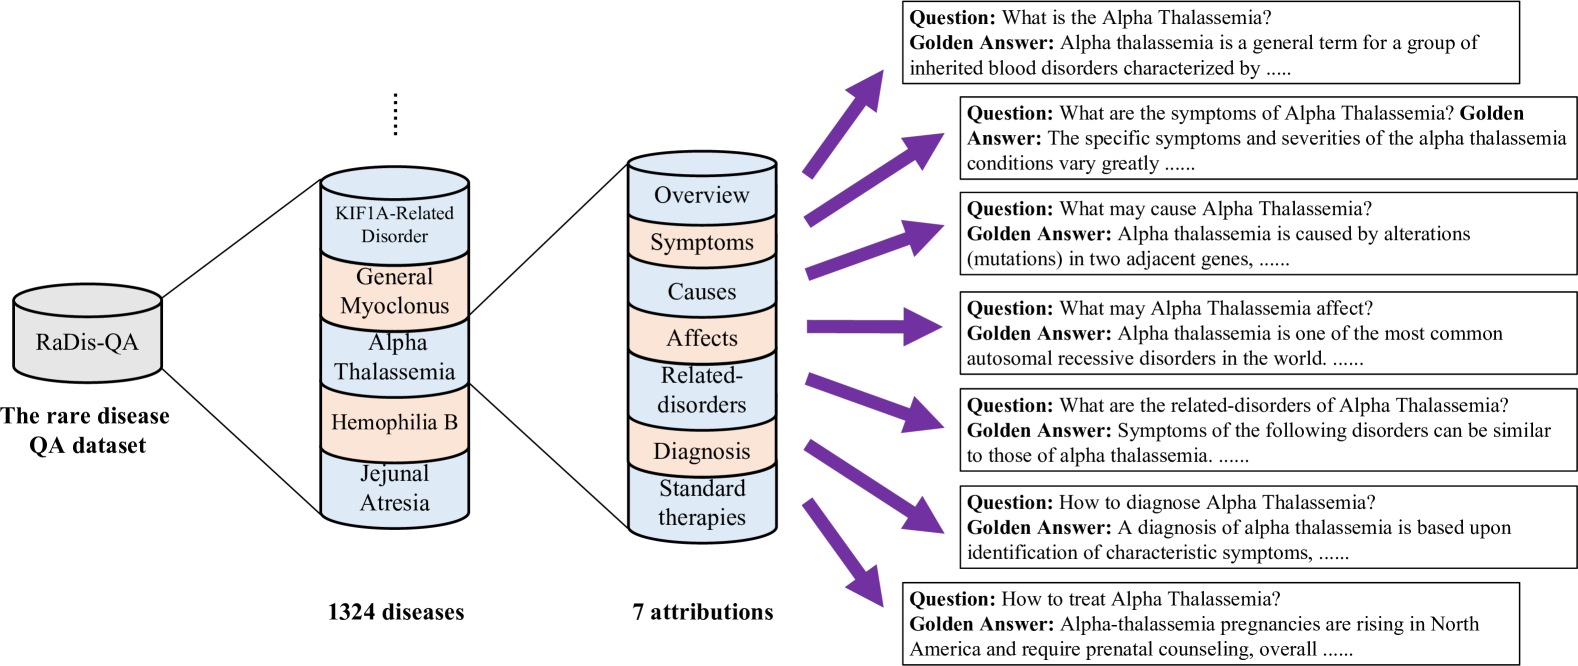 RaDis-QA
The rare disease
QA dataset
KIF1A-Related
Disorder
General
Myoclonus
Alpha
Thalassemia
Hemophilia B
Jejunal
Atresia
1324 diseases
Overview
Symptoms
Causes
Affects
Related-
disorders
Diagnosis
Standard
therapies
7 attributions
Question: What is the Alpha Thalassemia?
Golden Answer: Alpha thalassemia is a general term for a group of
inherited blood disorders characterized by .....
Question: What are the symptoms of Alpha Thalassemia? Golden
Answer: The specific symptoms and severities of the alpha thalassemia
conditions vary greatly ......
Question: What may cause Alpha Thalassemia?
Golden Answer: Alpha thalassemia is caused by alterations
(mutations) in two adjacent genes, ......
Question: What may Alpha Thalassemia affect?
Golden Answer: Alpha thalassemia is one of the most common
autosomal recessive disorders in the world. ......
Question: What are the related-disorders of Alpha Thalassemia?
Golden Answer: Symptoms of the following disorders can be similar
to those of alpha thalassemia. ......
Question: How to diagnose Alpha Thalassemia?
Golden Answer: A diagnosis of alpha thalassemia is based upon
identification of characteristic symptoms, ......
Question: How to treat Alpha Thalassemia?
Golden Answer: Alpha-thalassemia pregnancies are rising in North
America and require prenatal counseling, overall ......